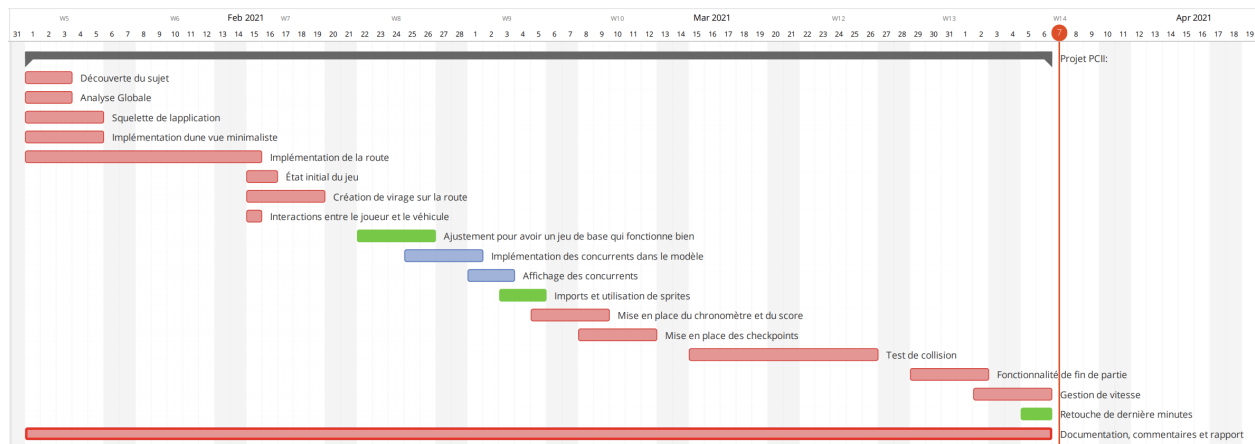 W5 Feb 2021 W6 W7 W8 W9 W10 Mar 2021 W12 W13 W14 Apr 2021
31 1 2 3 4 5 6 7 8 9 10 11 12 13 14 15 16 17 18 19 20 21 22 23 24 25 26 27 28 1 2 3 4 5 6 7 8 9 10 11 12 13 14 15 16 17 18 19 20 21 22 23 24 25 26 27 28 29 30 31 1 2 3 4 5 6 7 8 9 10 11 12 13 14 15 16 17 18 19
Projet PCII:
Découverte du sujet
Analyse Globale
Squelette de lapplication
Implémentation dune vue minimaliste
Implémentation de la route
État initial du jeu
Création de virage sur la route
Interactions entre le joueur et le véhicule
Ajustement pour avoir un jeu de base qui fonctionne bien
Implémentation des concurrents dans le modèle
Affichage des concurrents
Imports et utilisation de sprites
Mise en place du chronomètre et du score
Mise en place des checkpoints
Test de collision
Fonctionnalité de fin de partie
Gestion de vitesse
Retouche de dernière minutes
Documentation, commentaires et rapport